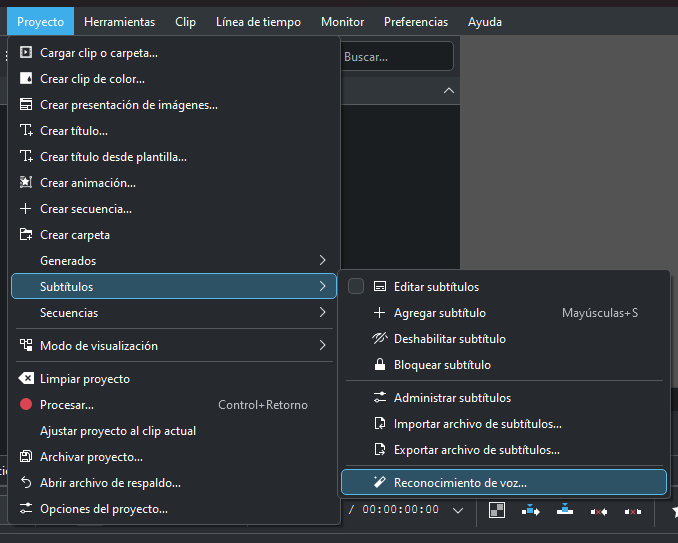 Proyecto Herramientas Clip Línea de tiempo Monitor Preferencias Ayuda
Cargar clip o carpeta...
Buscar...
Crear clip de color...
Crear presentación de imágenes...
Crear título...
Crear título desde plantilla...
Crear animación...
Crear secuencia...
Crear carpeta
Generados
Subtítulos
Secuencias
Modo de visualización
Limpiar proyecto
Procesar... Control+Retorno
Ajustar proyecto al clip actual
Archivar proyecto...
Abrir archivo de respaldo...
Opciones del proyecto...
Editar subtítulos
Agregar subtítulo Mayúsculas+S
Deshabilitar subtítulo
Bloquear subtítulo
Administrar subtítulos
Importar archivo de subtítulos...
Exportar archivo de subtítulos...
Reconocimiento de voz...
/ 00:00:00:00